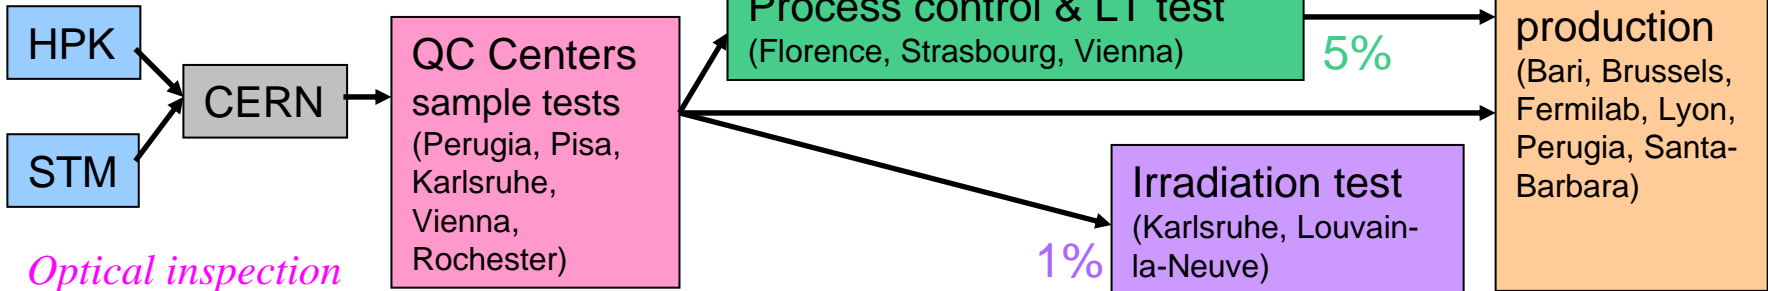 HPK
STM
CERN
QC Centers
sample tests
(Perugia, Pisa,
Karlsruhe,
Vienna,
Rochester)
Process control & LT test
(Florence, Strasbourg, Vienna)
5%
Irradiation test
(Karlsruhe, Louvain-
la-Neuve)
1%
production
(Bari, Brussels,
Fermilab, Lyon,
Perugia, Santa-
Barbara)
Optical inspection